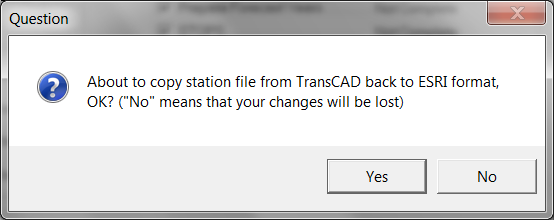 Question
About to copy station file from TransCAD back to ESRI format,
OK? ("No" means that your changes will be lost)
Yes
No